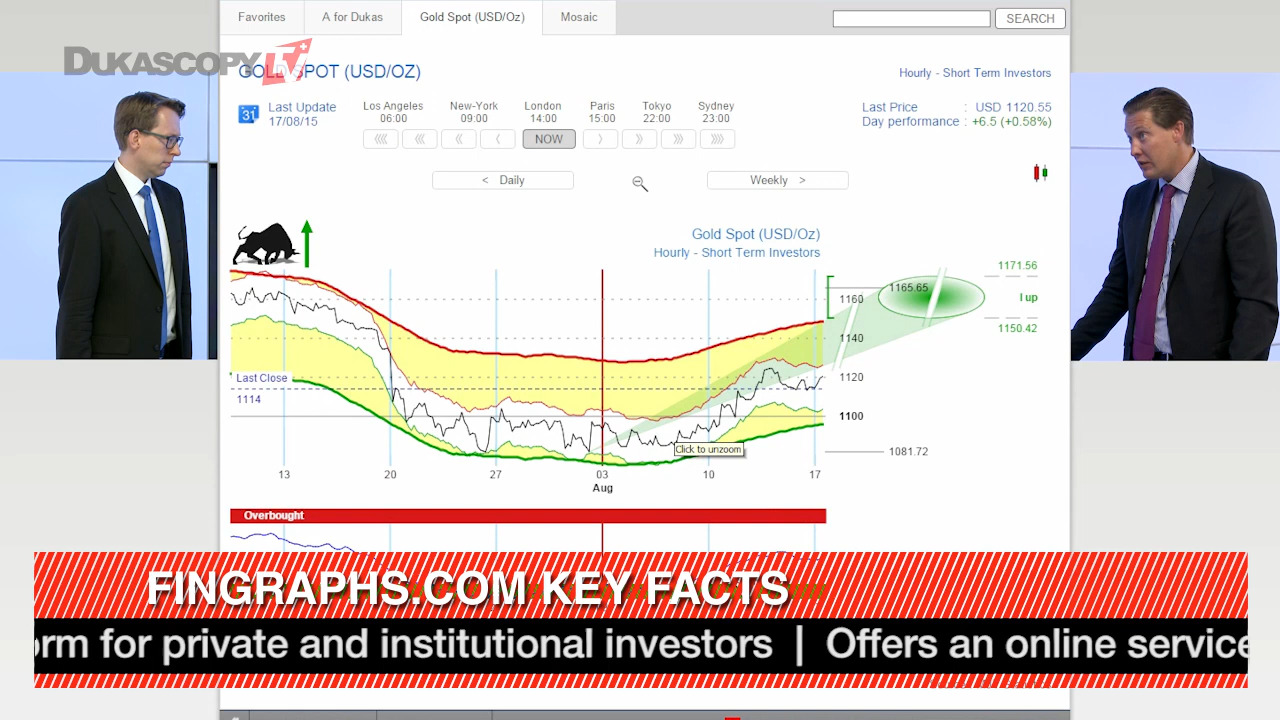 Favorites
A for Dukas
Gold Spot (USD/Oz)
Mosaic
SEARCH
DUKASCOPY TV
GOLD SPOT (USD/OZ)
Hourly - Short Term Investors
31
Last Update
17/08/15
Los Angeles
06:00
New-York
09:00
London
14:00
Paris
15:00
Tokyo
22:00
Sydney
23:00
Last Price : USD 1120.55
Day performance : +6.5 (+0.58%)
NOW
< Daily
Weekly >
Gold Spot (USD/Oz)
Hourly - Short Term Investors
1171.56
1165.65
1160
I up
1150.42
1140
Last Close
1120
1114
1100
Click to unzoom
1081.72
13
20
27
03
10
17
Aug
Overbought
FINGRAPHS.COM KEY FACTS
orm for private and institutional investors | Offers an online service